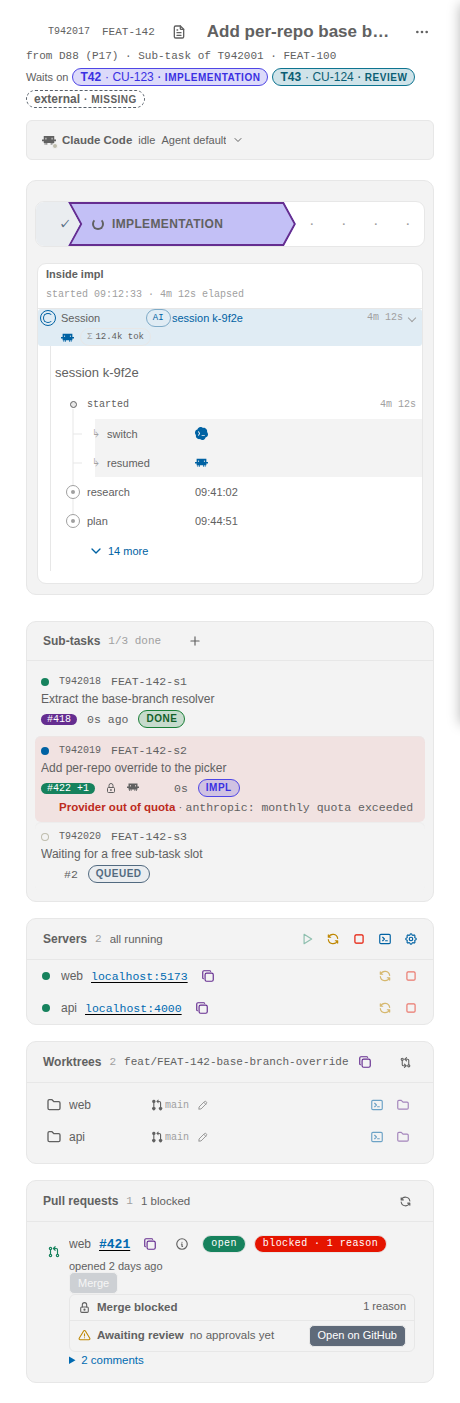 T942017 FEAT-142 Add per-repo base b…
from D88 (P17) · Sub-task of T942001 · FEAT-100
Waits on T42 · CU-123 · IMPLEMENTATION T43 · CU-124 · REVIEW
external · MISSING
Claude Code idle Agent default
✓ IMPLEMENTATION
Inside impl
started 09:12:33 · 4m 12s elapsed
Session AI session k-9f2e 4m 12s
Σ 12.4k tok
session k-9f2e
started 4m 12s
↳ switch
↳ resumed
research 09:41:02
plan 09:44:51
14 more
Sub-tasks 1/3 done +
T942018 FEAT-142-s1
Extract the base-branch resolver
#418 0s ago DONE
T942019 FEAT-142-s2
Add per-repo override to the picker
#422 +1 0s IMPL
Provider out of quota · anthropic: monthly quota exceeded
T942020 FEAT-142-s3
Waiting for a free sub-task slot
#2 QUEUED
Servers 2 all running
web localhost:5173
api localhost:4000
Worktrees 2 feat/FEAT-142-base-branch-override
web main
api main
Pull requests 1 1 blocked
web #421 open blocked · 1 reason
opened 2 days ago
Merge
Merge blocked 1 reason
Awaiting review no approvals yet Open on GitHub
2 comments